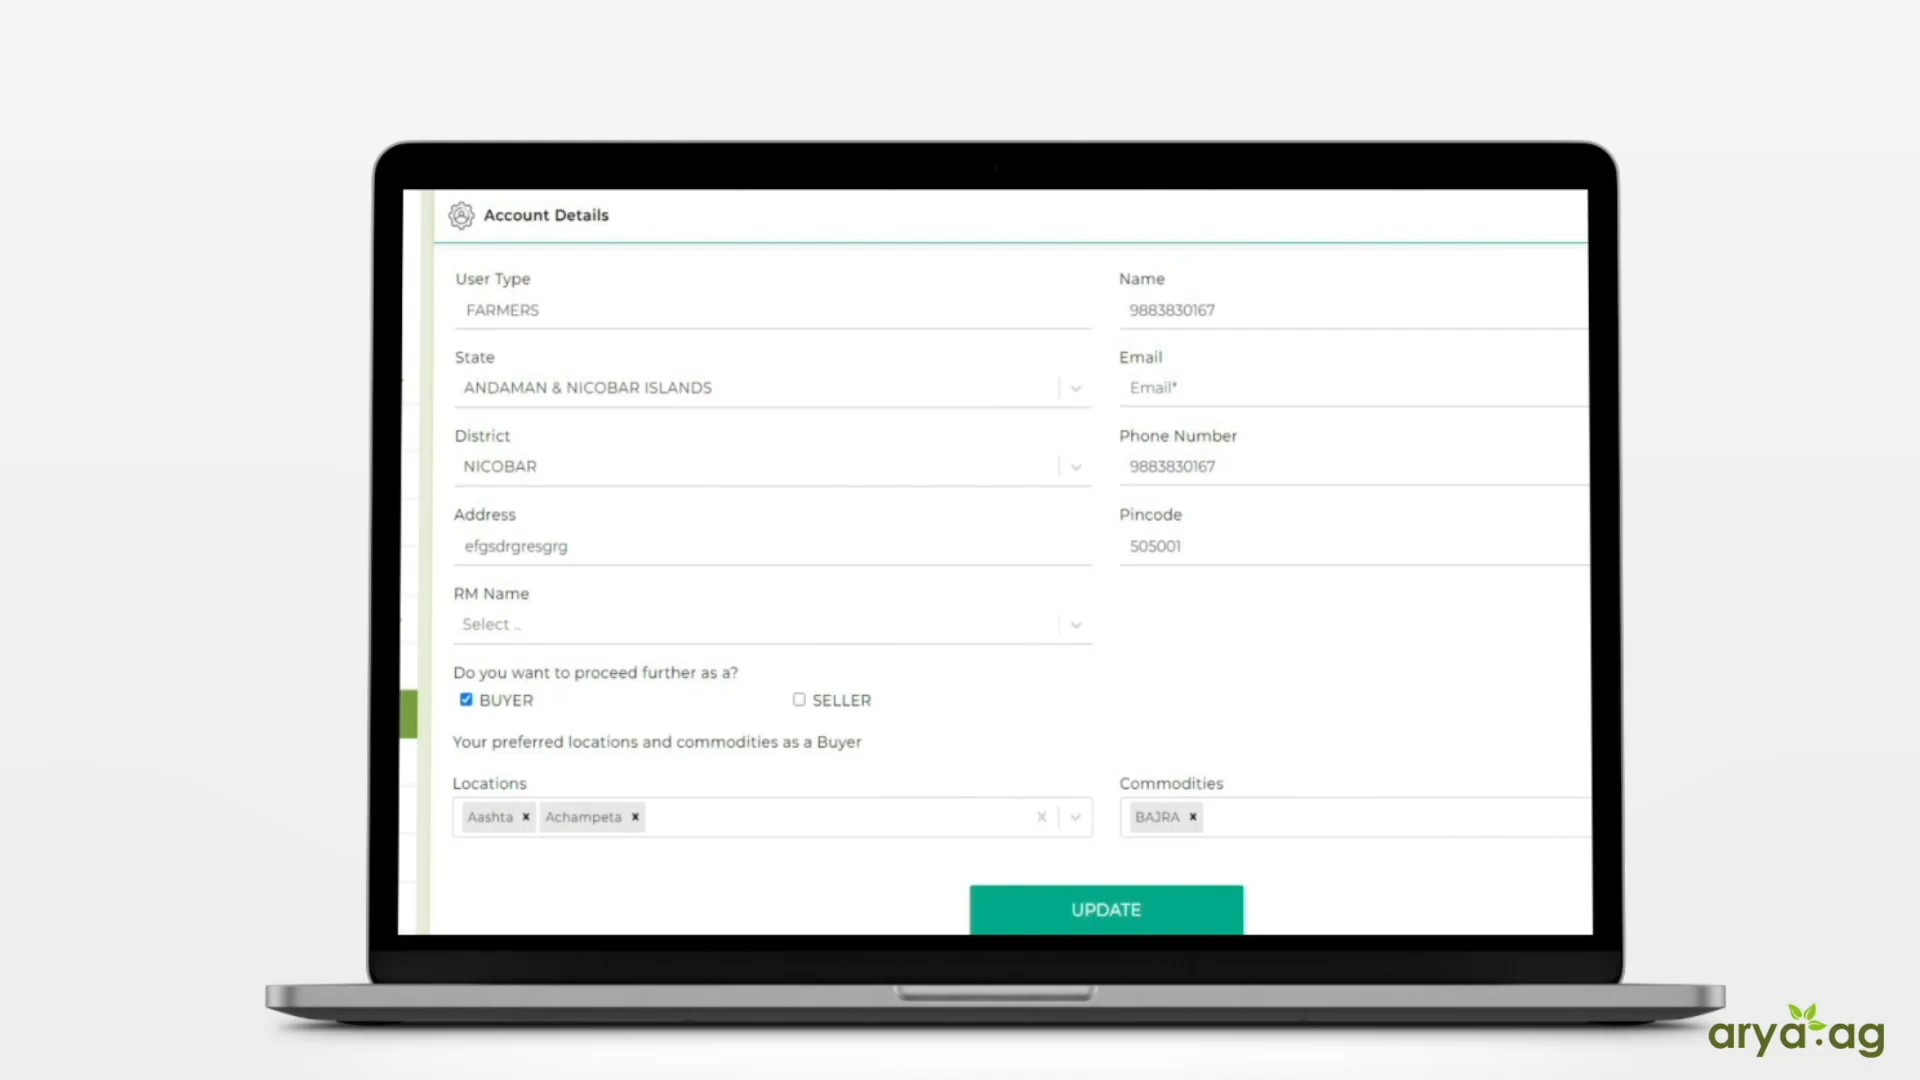 Account Details
User Type
FARMERS
Name
9883830167
State
ANDAMAN & NICOBAR ISLANDS
Email
Email*
District
NICOBAR
Phone Number
9883830167
Address
efgsdrgresgrg
Pincode
505001
RM Name
Select ..
Do you want to proceed further as a?
BUYER
SELLER
Your preferred locations and commodities as a Buyer
Locations
Aashta x Achampeta x
Commodities
BAJRA x
UPDATE
arya.ag